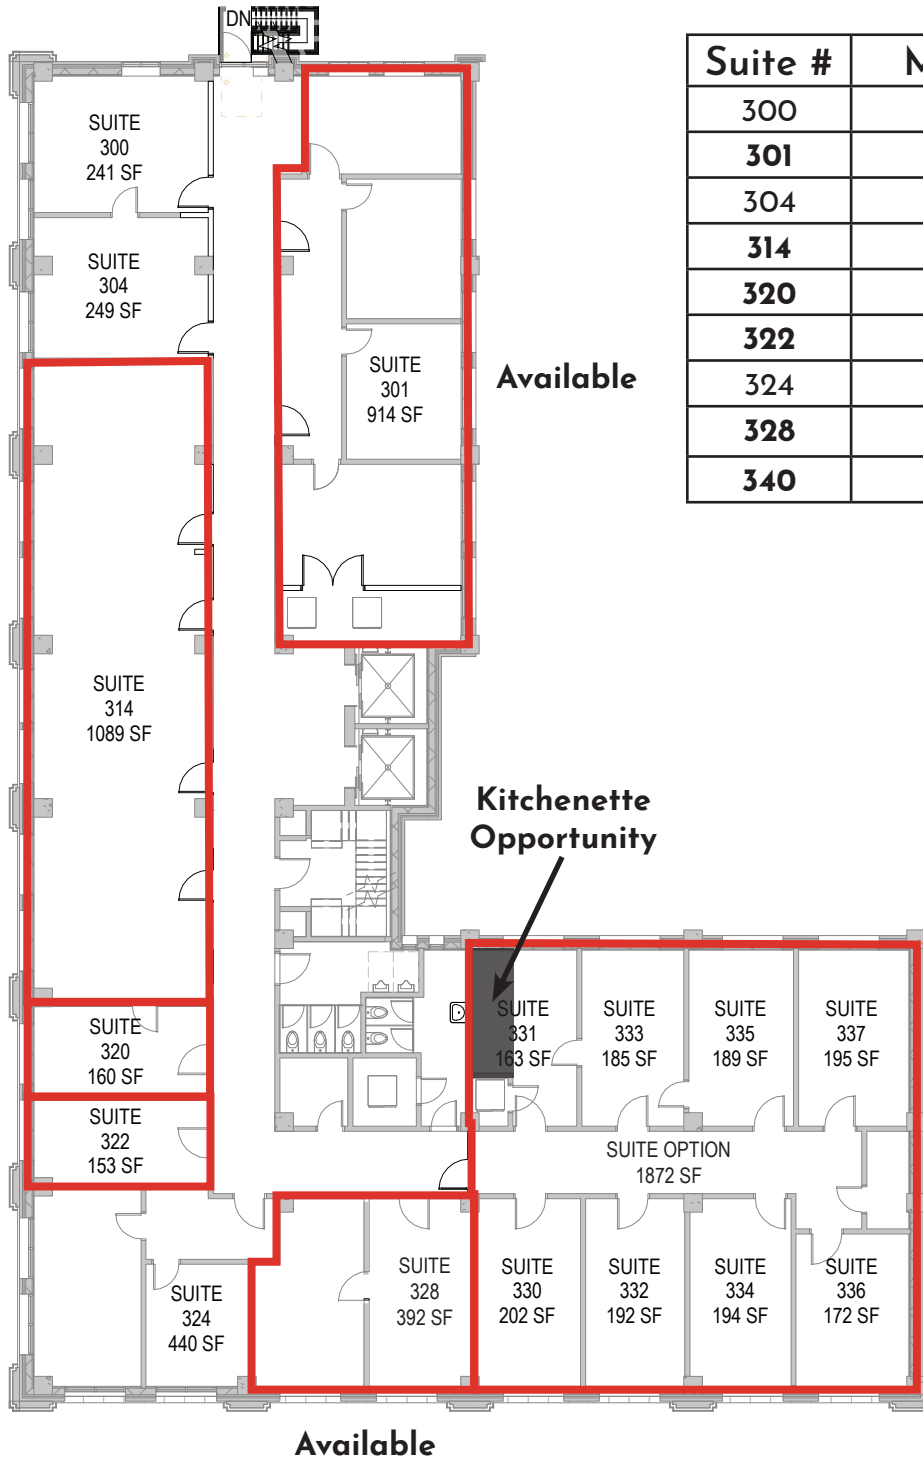 DN
Suite #
300
301
304
314
320
322
324
328
340
SUITE
300
241 SF
SUITE
304
249 SF
SUITE
301
914 SF
Available
SUITE
314
1089 SF
Kitchenette
Opportunity
SUITE
320
160 SF
SUITE
322
153 SF
SUITE
331
163 SF
SUITE
333
185 SF
SUITE
335
189 SF
SUITE
337
195 SF
SUITE OPTION
1872 SF
SUITE
324
440 SF
SUITE
328
392 SF
SUITE
330
202 SF
SUITE
332
192 SF
SUITE
334
194 SF
SUITE
336
172 SF
Available